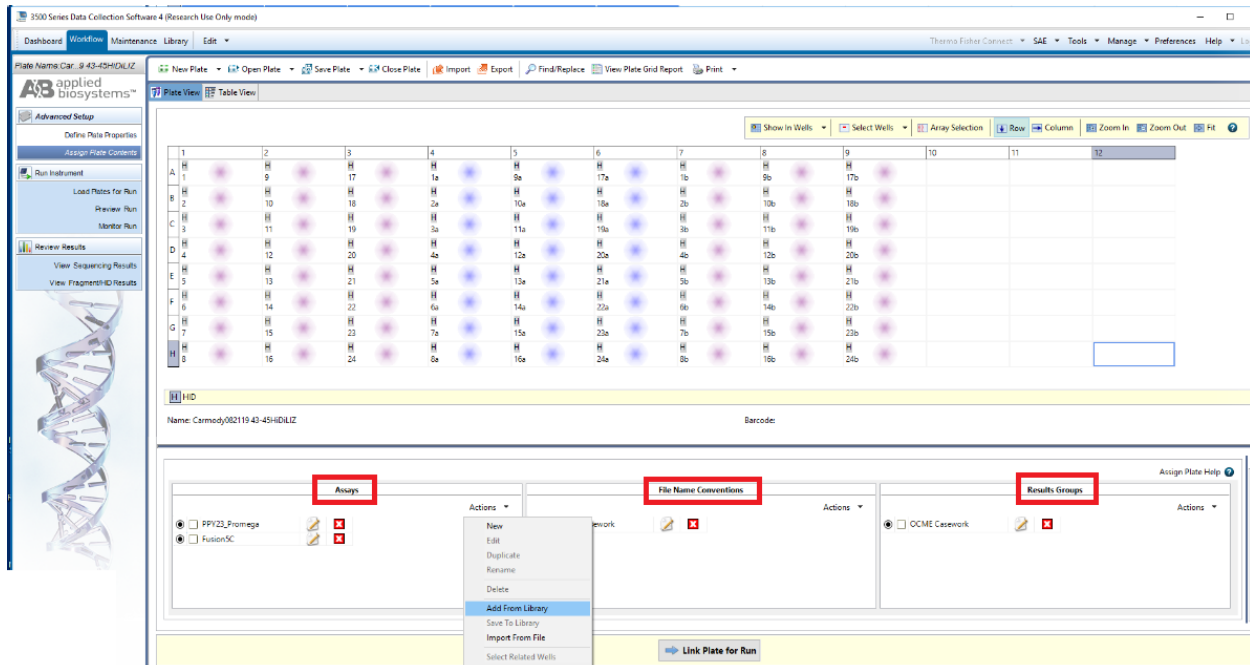 3500 Series Data Collection Software 4 (Research Use Only mode)
Dashboard Workflow Maintenance Library Edit Thermo Fisher Connect SAE Tools Manage Preferences Help
Plate Name:Car...9 43-45HiDiLIZ
AB applied biosystems™
Advanced Setup
Define Plate Properties
Assign Plate Contents
Run Instrument
Load Plates for Run
Preview Run
Monitor Run
Review Results
View Sequencing Results
View Fragment/HID Results
New Plate Open Plate Save Plate Close Plate Import Export Find/Replace View Plate Grid Report Print
Plate View Table View
Show In Wells Select Wells Array Selection Row Column Zoom In Zoom Out Fit ?
1 2 3 4 5 6 7 8 9 10 11 12
A H H H H H H H H H
1 9 17 1a 9a 17a 1b 9b 17b
B H H H H H H H H H
2 10 18 2a 10a 18a 2b 10b 18b
C H H H H H H H H H
3 11 19 3a 11a 19a 3b 11b 19b
D H H H H H H H H H
4 12 20 4a 12a 20a 4b 12b 20b
E H H H H H H H H H
5 13 21 5a 13a 21a 5b 13b 21b
F H H H H H H H H H
6 14 22 6a 14a 22a 6b 14b 22b
G H H H H H H H H H
7 15 23 7a 15a 23a 7b 15b 23b
H H H H H H H H H H
8 16 24 8a 16a 24a 8b 16b 24b
H HID
Name: Carmody082119 43-45HiDiLIZ Barcode:
Assign Plate Help ?
Assays File Name Conventions Results Groups
Actions Actions Actions
PPY23_Promega ework OCME Casework
Fusion5C
New
Edit
Duplicate
Rename
Delete
Add From Library
Save To Library
Import From File
Select Related Wells
Link Plate for Run